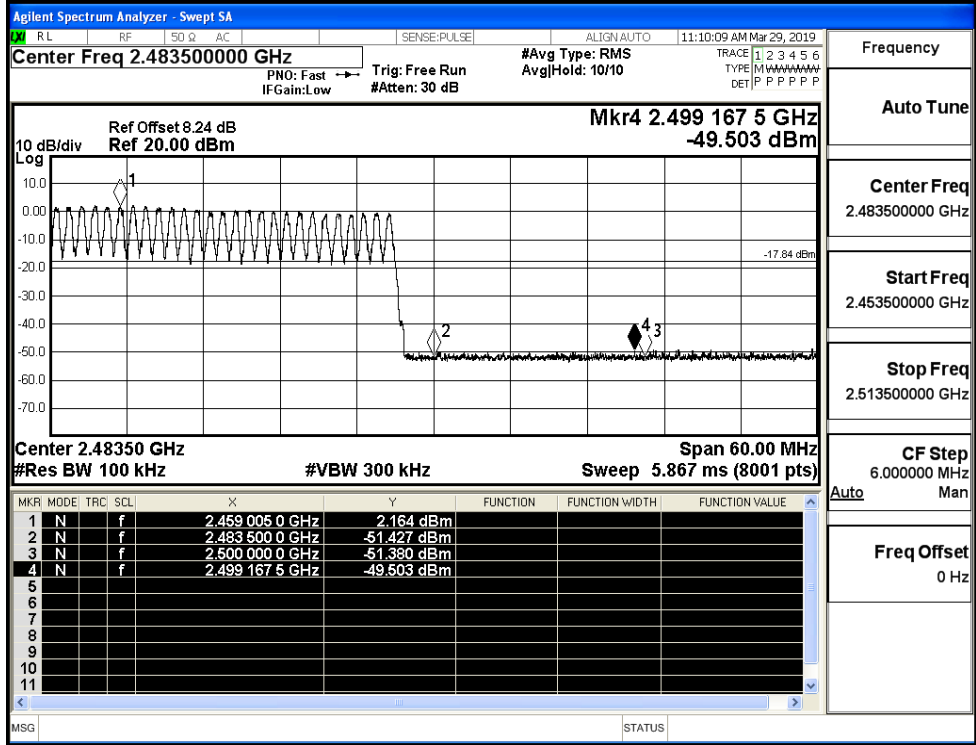 Agilent Spectrum Analyzer - Swept SA
LXI RL RF 50 Ω AC SENSE:PULSE ALIGNAUTO 11:10:09 AM Mar 29, 2019
Center Freq 2.483500000 GHz
PNO: Fast
IFGain:Low
Trig: Free Run
#Atten: 30 dB
#Avg Type: RMS
Avg|Hold: 10/10
TRACE 1 2 3 4 5 6
TYPE M WWWWW
DET P P P P P P
Frequency
Auto Tune
Center Freq
2.483500000 GHz
Start Freq
2.453500000 GHz
Stop Freq
2.513500000 GHz
CF Step
6.000000 MHz
Auto Man
Freq Offset
0 Hz
Mkr4 2.499 167 5 GHz
-49.503 dBm
Ref Offset 8.24 dB
10 dB/div Ref 20.00 dBm
Log
10.0
0.00
-10.0
-20.0
-30.0
-40.0
-50.0
-60.0
-70.0
1
-17.84 dBm
2
4
3
Center 2.48350 GHz Span 60.00 MHz
#Res BW 100 kHz #VBW 300 kHz Sweep 5.867 ms (8001 pts)
MKR MODE TRC SCL X Y FUNCTION FUNCTION WIDTH FUNCTION VALUE
1 N f 2.459 005 0 GHz 2.164 dBm
2 N f 2.483 500 0 GHz -51.427 dBm
3 N f 2.500 000 0 GHz -51.380 dBm
4 N f 2.499 167 5 GHz -49.503 dBm
5
6
7
8
9
10
11
MSG STATUS